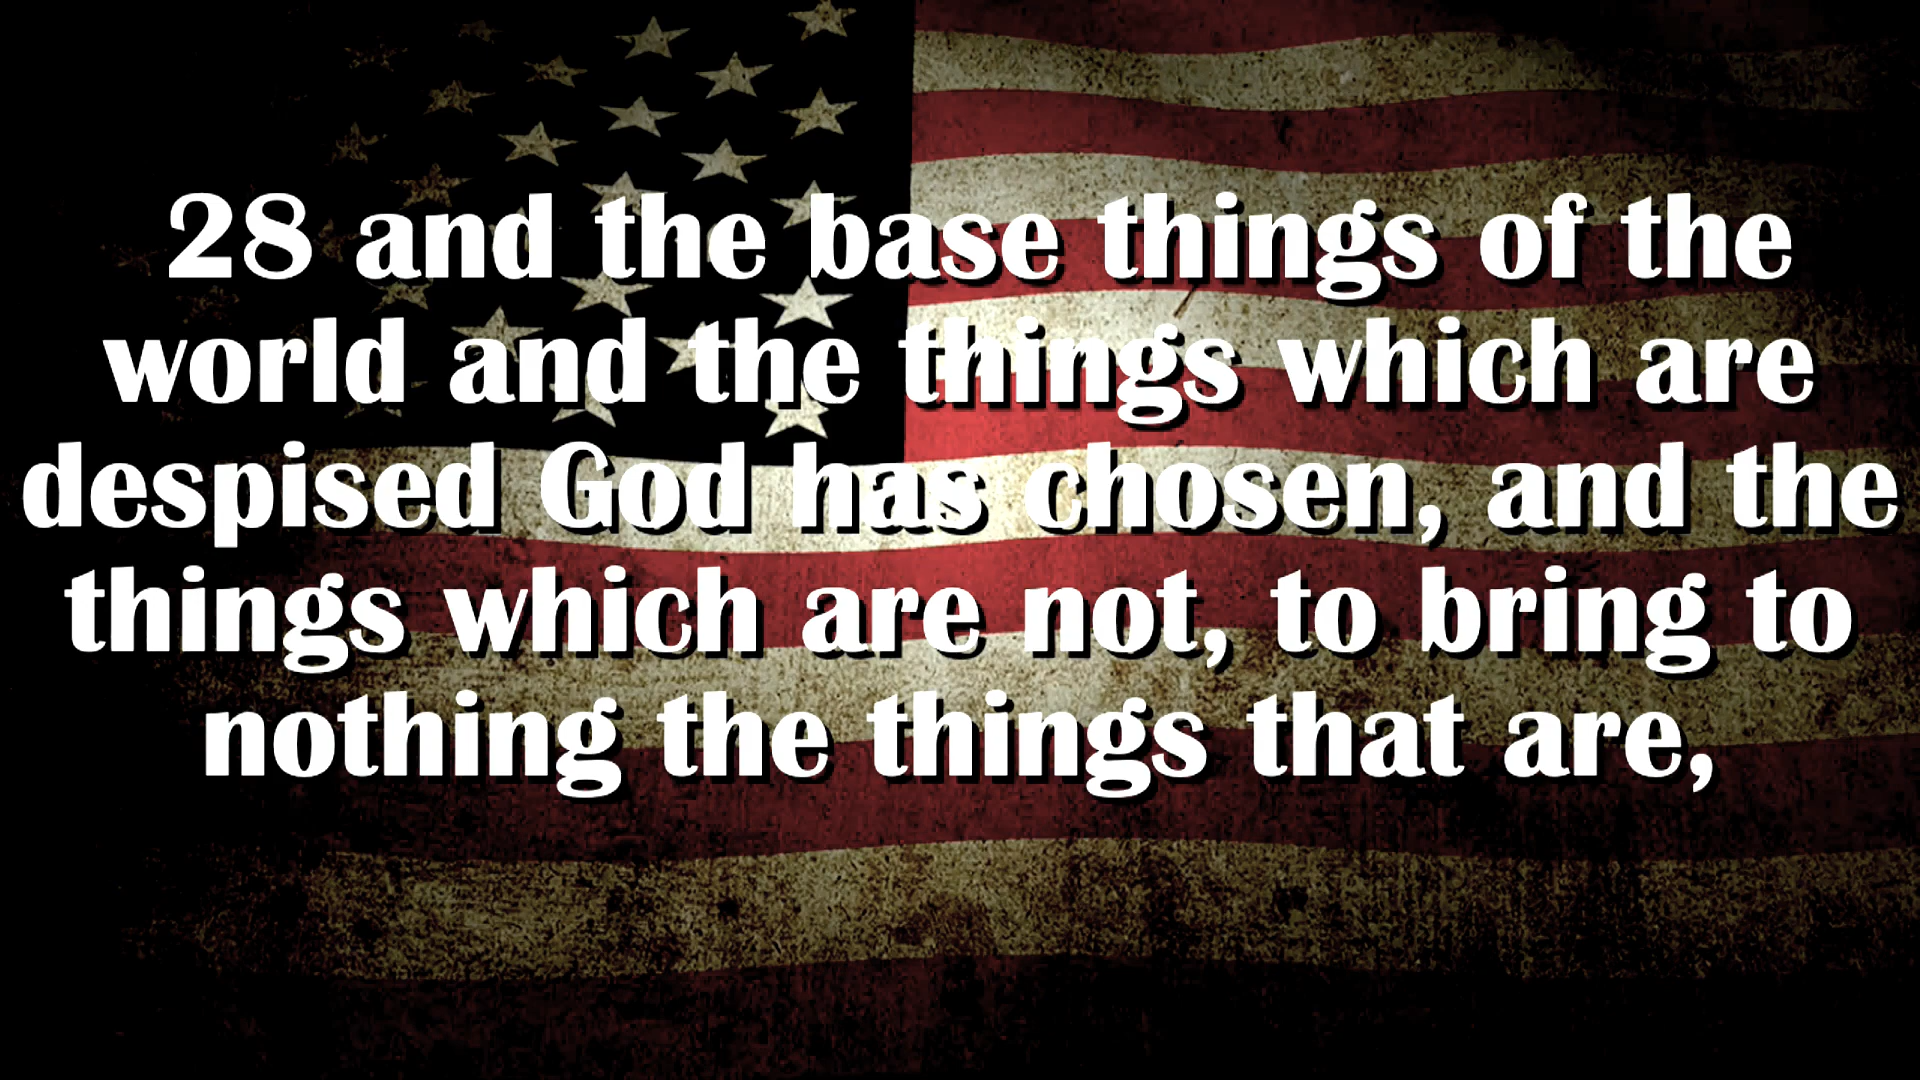 28 and the base things of the
world and the things which are
despised God has chosen, and the
things which are not, to bring to
nothing the things that are,